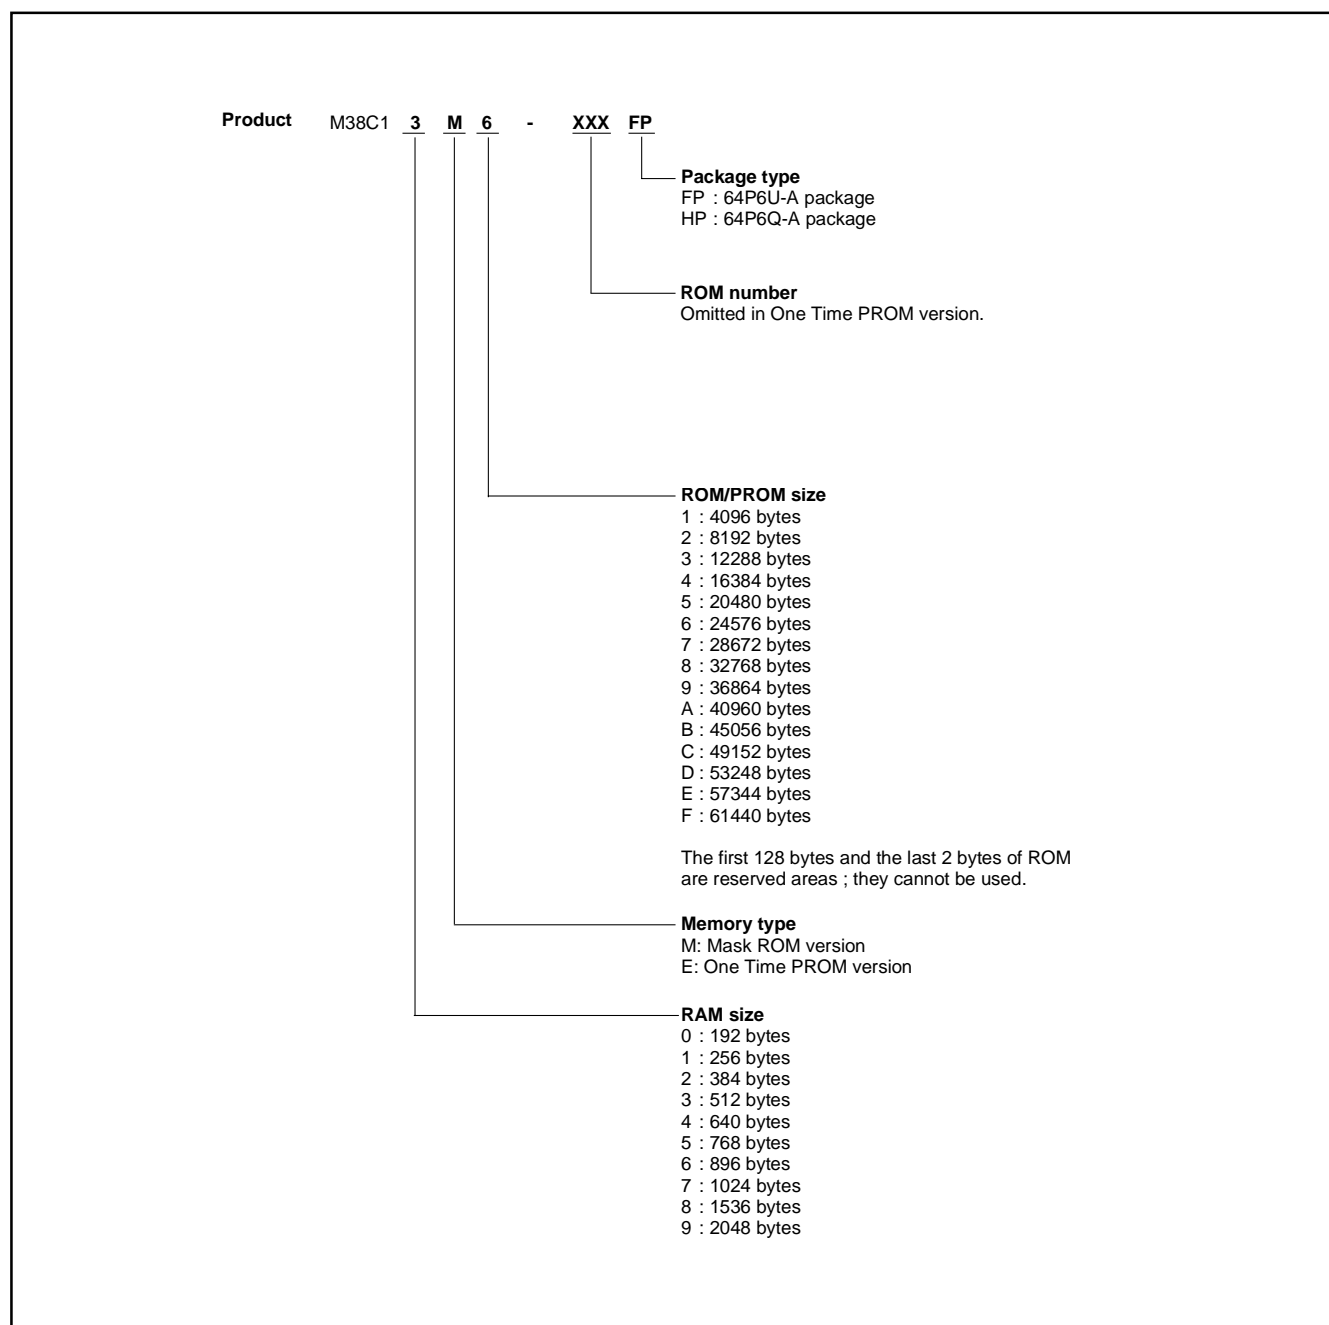 Product M38C1 3 M 6 - XXX FP
Package type
FP : 64P6U-A package
HP : 64P6Q-A package
ROM number
Omitted in One Time PROM version.
ROM/PROM size
1 : 4096 bytes
2 : 8192 bytes
3 : 12288 bytes
4 : 16384 bytes
5 : 20480 bytes
6 : 24576 bytes
7 : 28672 bytes
8 : 32768 bytes
9 : 36864 bytes
A : 40960 bytes
B : 45056 bytes
C : 49152 bytes
D : 53248 bytes
E : 57344 bytes
F : 61440 bytes
The first 128 bytes and the last 2 bytes of ROM
are reserved areas ; they cannot be used.
Memory type
M: Mask ROM version
E: One Time PROM version
RAM size
0 : 192 bytes
1 : 256 bytes
2 : 384 bytes
3 : 512 bytes
4 : 640 bytes
5 : 768 bytes
6 : 896 bytes
7 : 1024 bytes
8 : 1536 bytes
9 : 2048 bytes